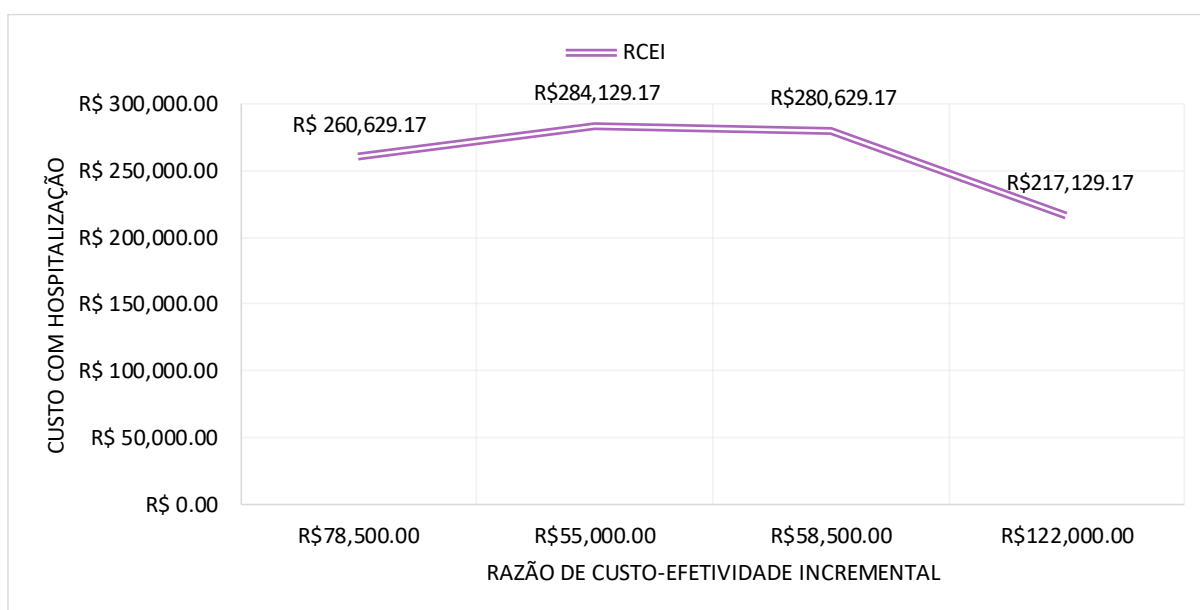 RCEI
R$ 300,000.00
R$ 250,000.00
R$ 200,000.00
R$ 150,000.00
R$ 100,000.00
R$ 50,000.00
R$ 0.00
CUSTO COM HOSPITALIZAÇÃO
R$ 260,629.17
R$284,129.17
R$280,629.17
R$217,129.17
R$78,500.00
R$55,000.00
R$58,500.00
R$122,000.00
RAZÃO DE CUSTO-EFETIVIDADE INCREMENTAL